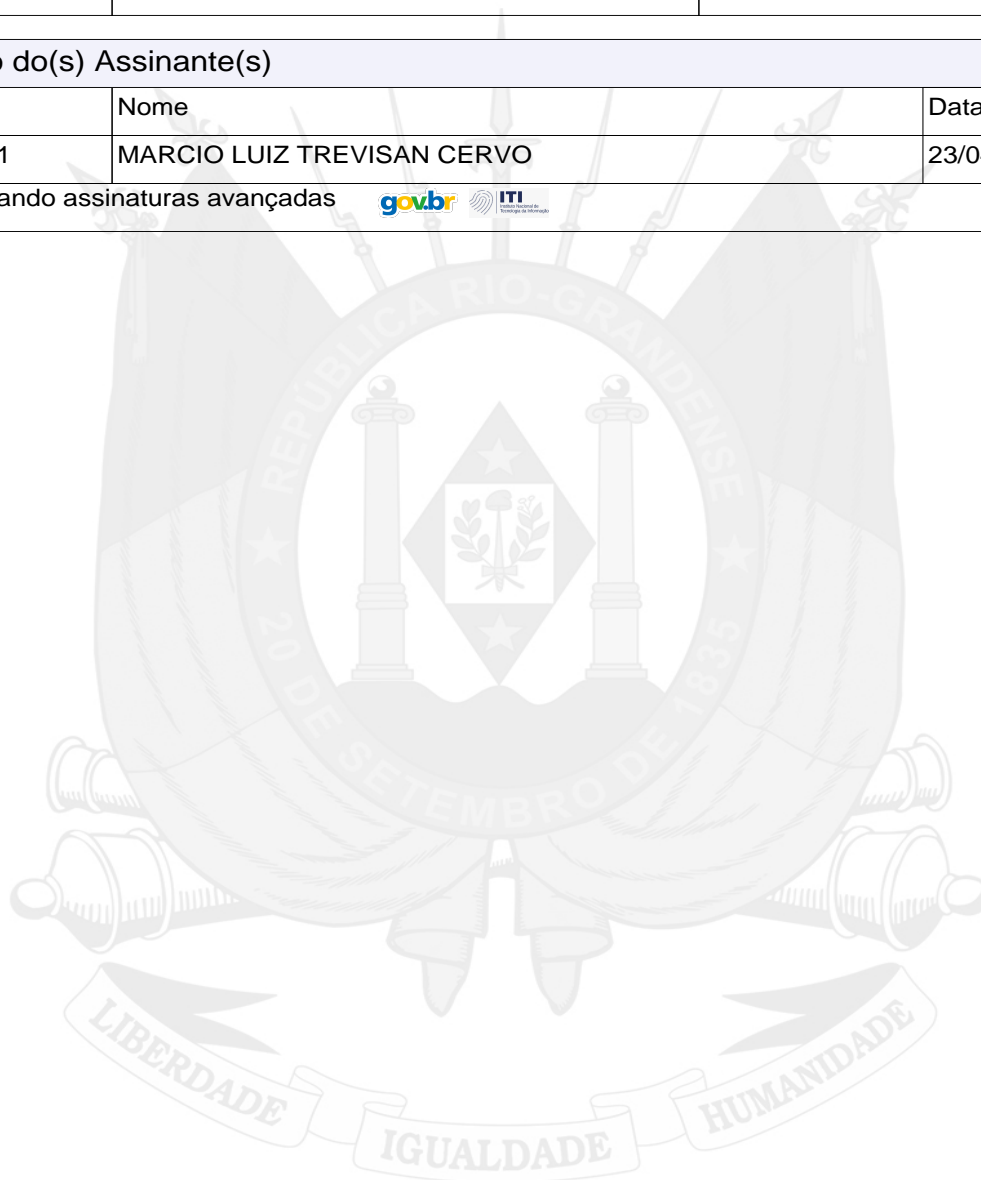 o do(s) Assinante(s)
Nome
Data
1
MARCIO LUIZ TREVISAN CERVO
23/0
ando assinaturas avançadas
gov.br
ITI
REPÚBLICA RIO-GRANDENSE
20 DE SETEMBRO DE 1835
LIBERDADE
IGUALDADE
HUMANIDADE